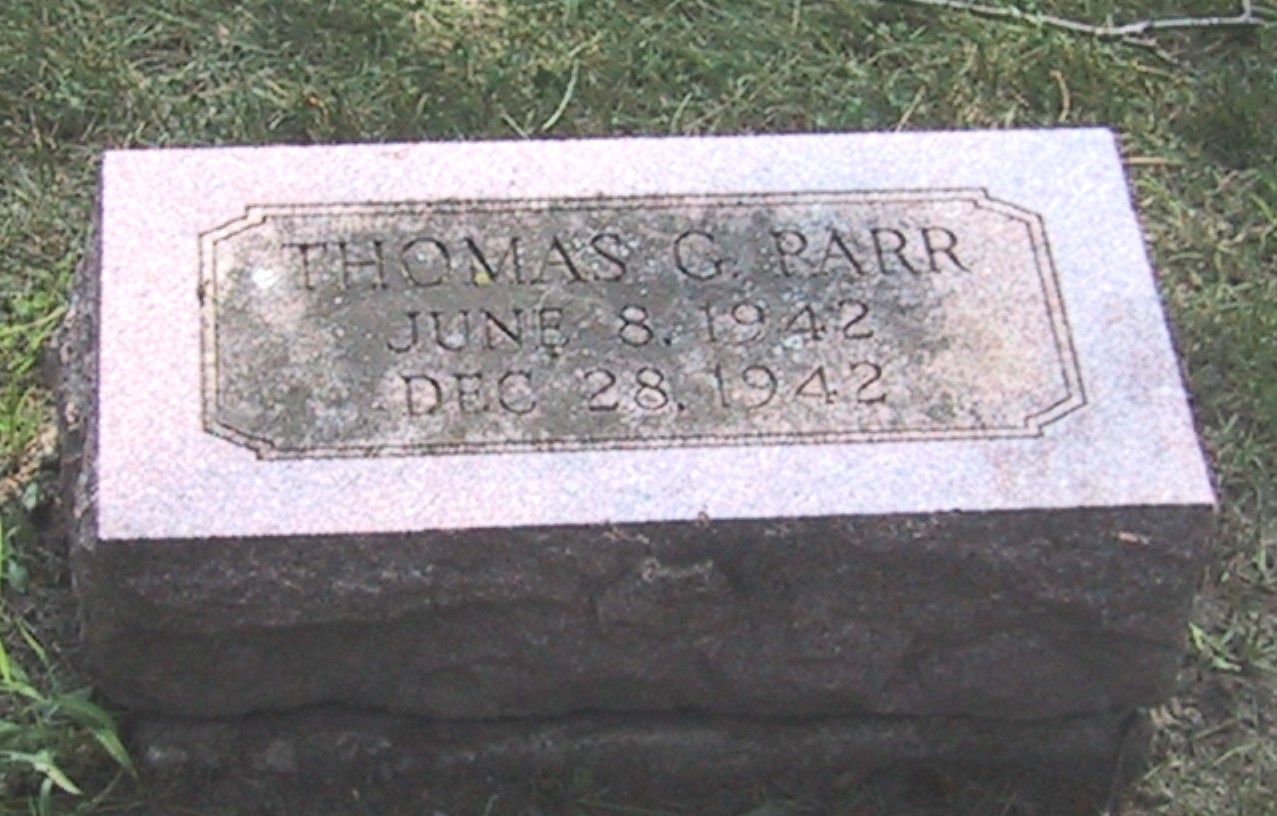 THOMAS G. PARR
JUNE 8, 1942
DEC 28, 1942